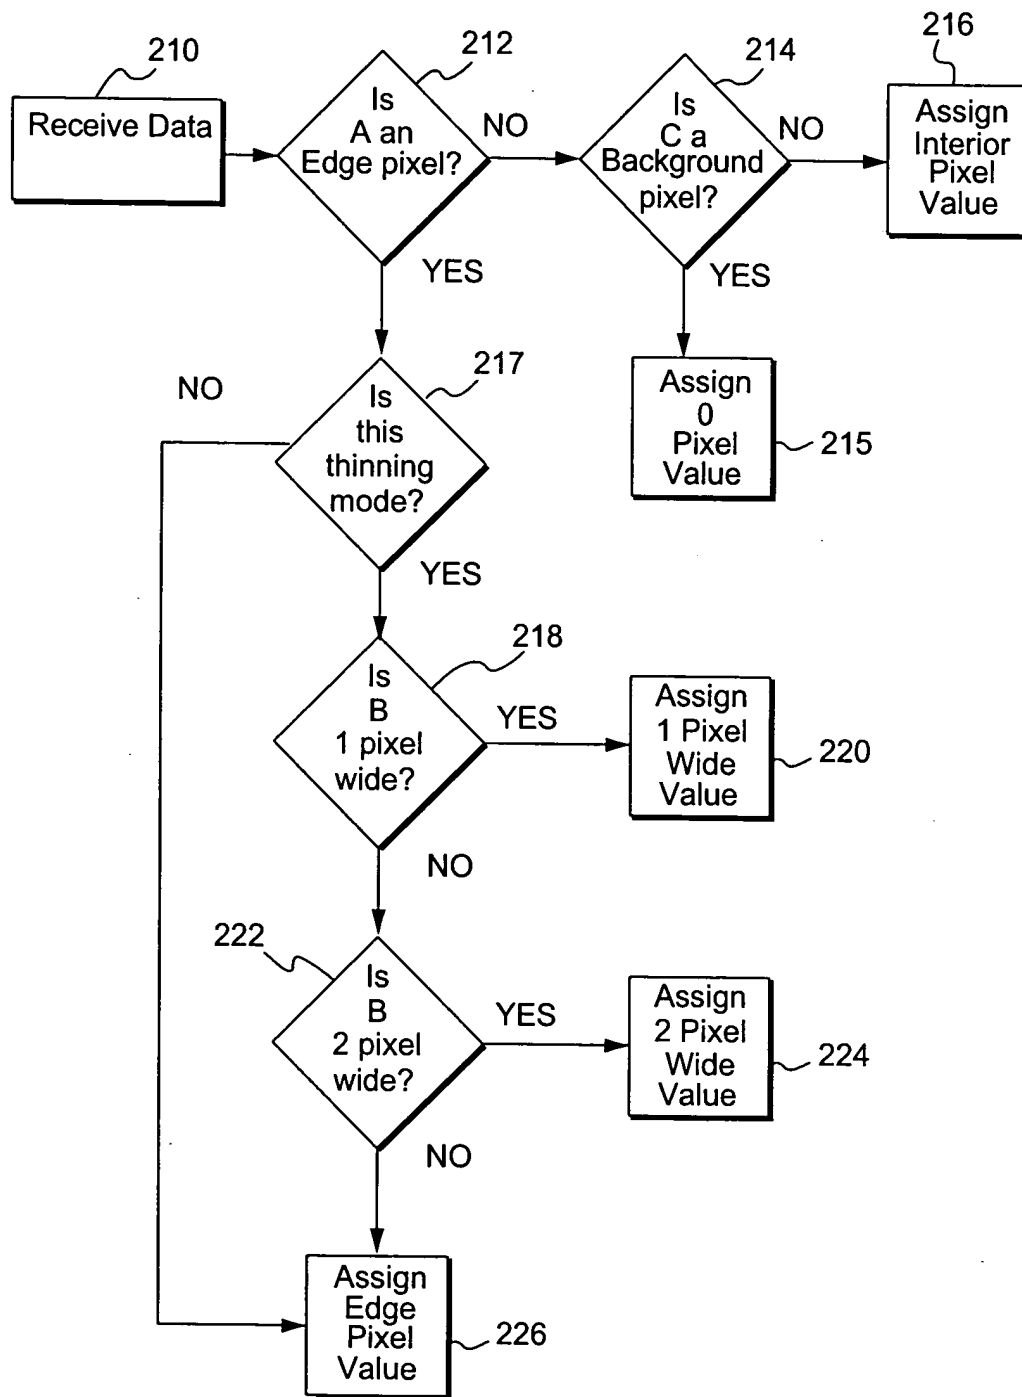 210
Receive Data
212
Is
A an
Edge pixel?
NO
YES
214
Is
C a
Background
pixel?
NO
YES
216
Assign
Interior
Pixel
Value
Assign
0
Pixel
Value
215
217
Is
this
thinning
mode?
NO
YES
218
Is
B
1 pixel
wide?
YES
NO
Assign
1 Pixel
Wide
Value
220
222
Is
B
2 pixel
wide?
YES
NO
Assign
2 Pixel
Wide
Value
224
Assign
Edge
Pixel
Value
226